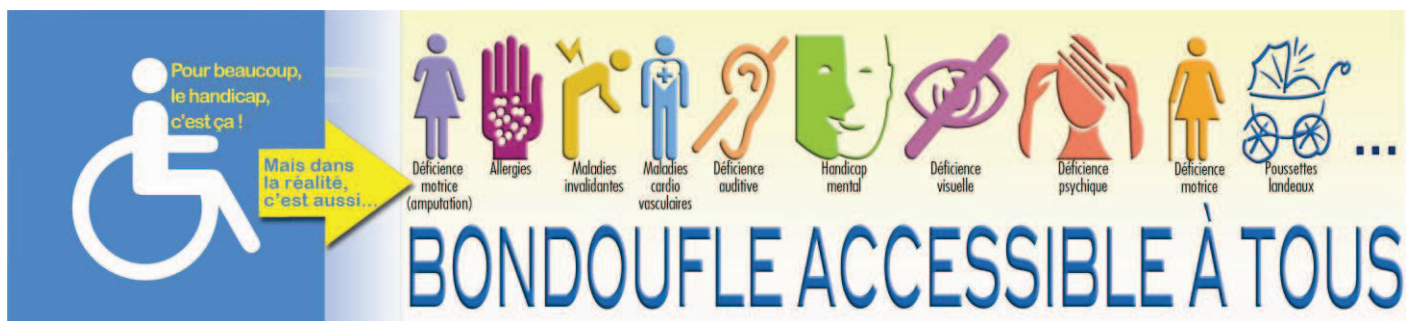 Pour beaucoup,
le handicap,
c'est ça !
Mais dans
la réalité,
c'est aussi...
Déficience
motrice
(amputation)
Allergies
Maladies
invalidantes
Maladies
cardio
vasculaires
Déficience
auditive
Handicap
mental
Déficience
visuelle
Déficience
psychique
Déficience
motrice
Poussettes
landeaux
...
BONDOUFLE ACCESSIBLE À TOUS